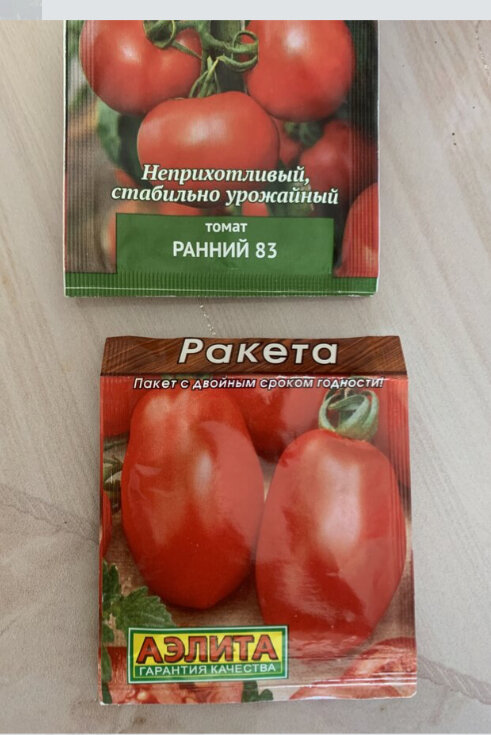 Неприхотливый,
стабильно урожайный
томат
РАННИЙ 83
Ракета
Пакет с двойным сроком годности!
АЭЛИТА
ГАРАНТИЯ КАЧЕСТВА